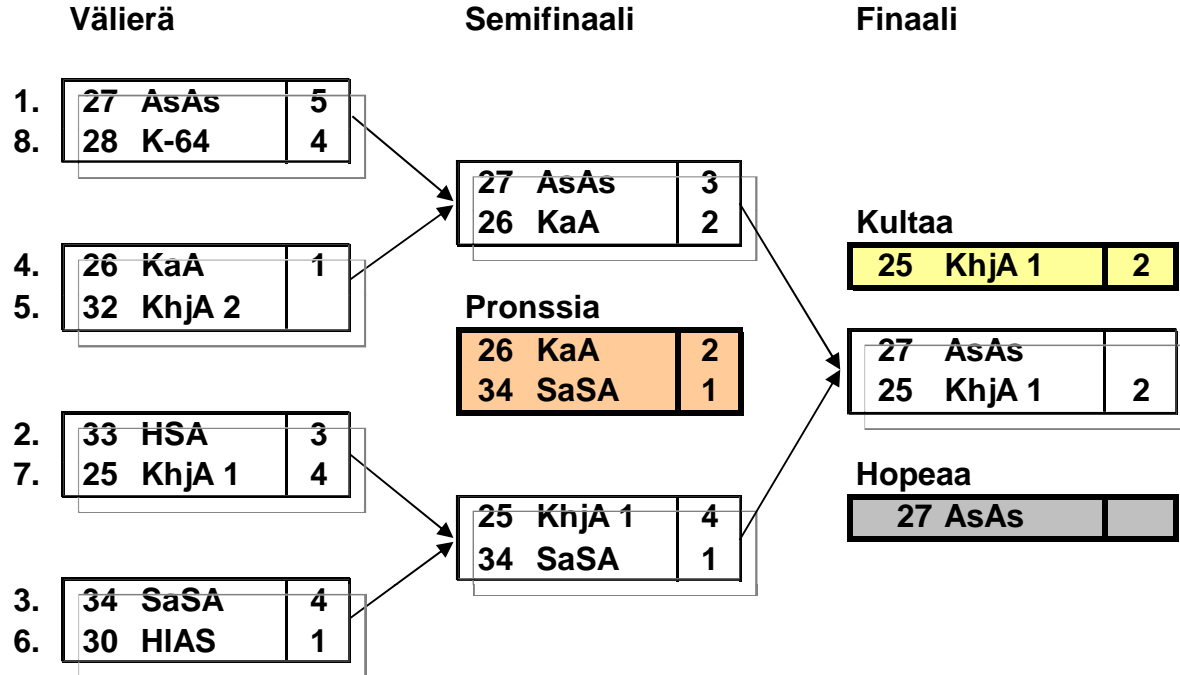 Välierä
Semifinaali
Finaali
1. 27 AsAs 5
8. 28 K-64 4
4. 26 KaA 1
5. 32 KhjA 2
2. 33 HSA 3
7. 25 KhjA 1 4
3. 34 SaSA 4
6. 30 HIAS 1
27 AsAs 3
26 KaA 2
Pronssia
26 KaA 2
34 SaSA 1
25 KhjA 1 4
34 SaSA 1
Kultaa
25 KhjA 1 2
27 AsAs
25 KhjA 1 2
Hopeaa
27 AsAs